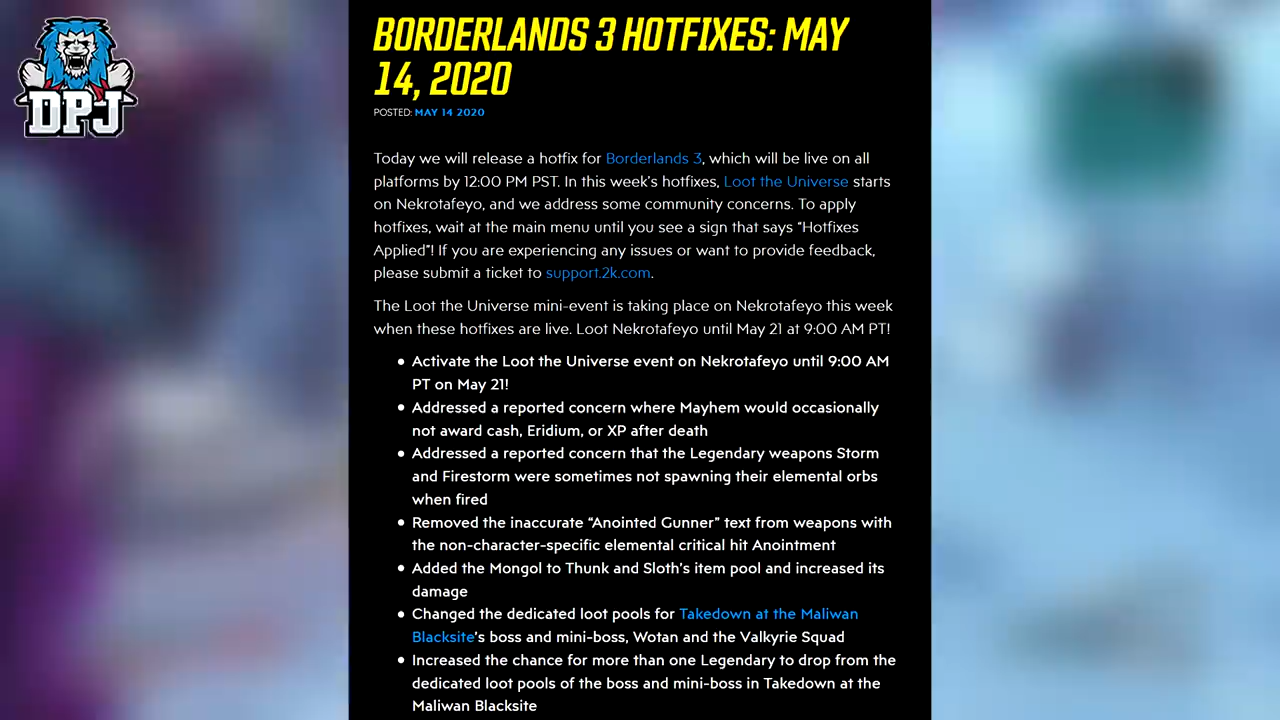 DPJ
BORDERLANDS 3 HOTFIXES: MAY
14, 2020
POSTED: MAY 14 2020
Today we will release a hotfix for Borderlands 3, which will be live on all
platforms by 12:00 PM PST. In this week's hotfixes, Loot the Universe starts
on Nekrotafeyo, and we address some community concerns. To apply
hotfixes, wait at the main menu until you see a sign that says “Hotfixes
Applied”! If you are experiencing any issues or want to provide feedback,
please submit a ticket to support.2k.com.
The Loot the Universe mini-event is taking place on Nekrotafeyo this week
when these hotfixes are live. Loot Nekrotafeyo until May 21 at 9:00 AM PT!
• Activate the Loot the Universe event on Nekrotafeyo until 9:00 AM
PT on May 21!
• Addressed a reported concern where Mayhem would occasionally
not award cash, Eridium, or XP after death
• Addressed a reported concern that the Legendary weapons Storm
and Firestorm were sometimes not spawning their elemental orbs
when fired
• Removed the inaccurate “Anointed Gunner” text from weapons with
the non-character-specific elemental critical hit Anointment
• Added the Mongol to Thunk and Sloth's item pool and increased its
damage
• Changed the dedicated loot pools for Takedown at the Maliwan
Blacksite's boss and mini-boss, Wotan and the Valkyrie Squad
• Increased the chance for more than one Legendary to drop from the
dedicated loot pools of the boss and mini-boss in Takedown at the
Maliwan Blacksite